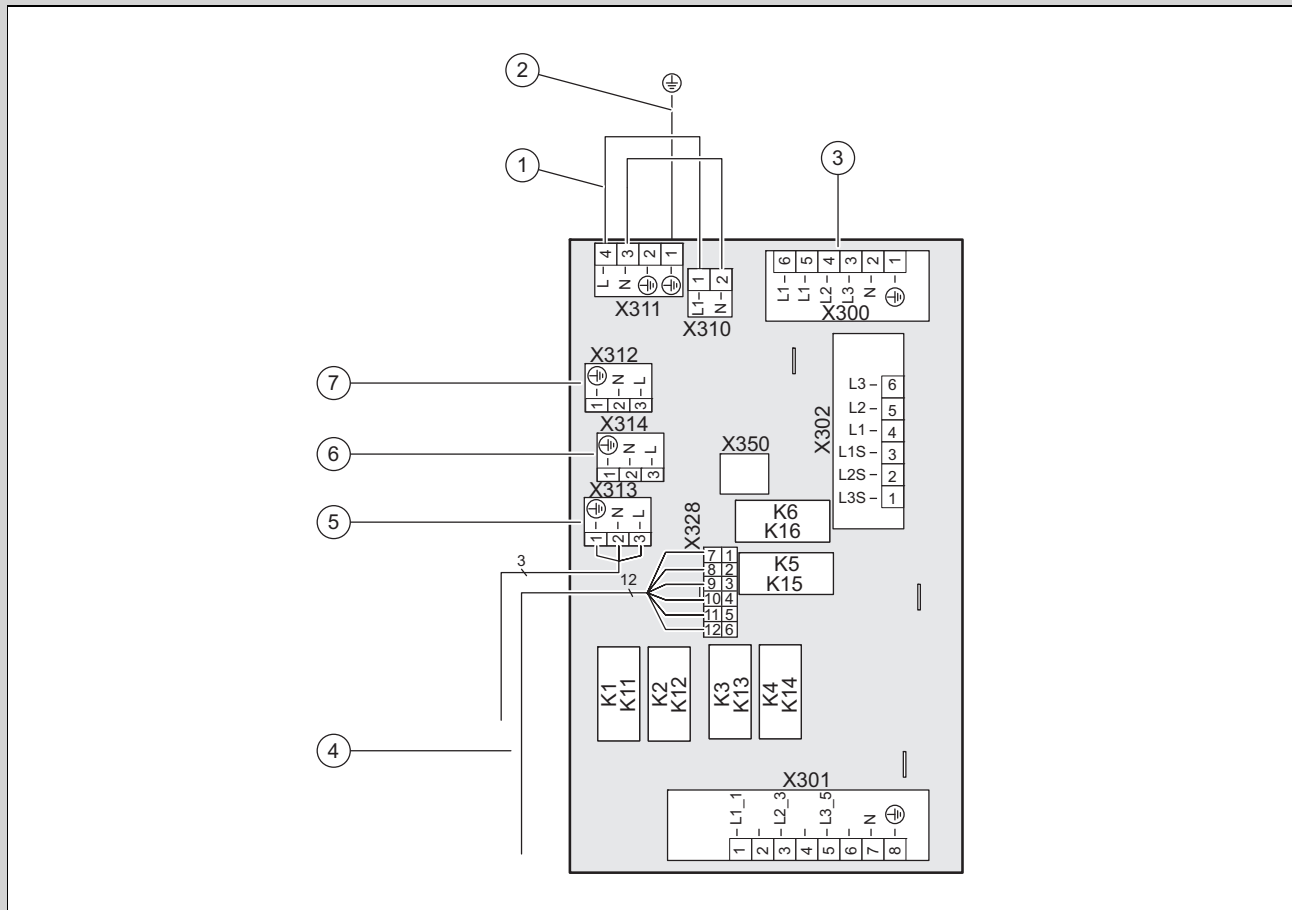 2
1
3
4 3 2 1
L – N – ⏚ – ⏚ –
X311
1 2
L1 – N –
X310
6 5 4 3 2 1
L1 – L1 – L2 – L3 – N – ⏚ –
X300
7
X312
⏚ – N – L
1 2 3
6
X314
⏚ – N – L
1 2 3
5
X313
⏚ – N – L
1 2 3
X350
X302
L3 – 6
L2 – 5
L1 – 4
L1S – 3
L2S – 2
L3S – 1
K6
K16
K5
K15
X328
7 1
8 2
9 3
10 4
11 5
12 6
3
12
4
K1
K11
K2
K12
K3
K13
K4
K14
X301
– L1_1 – – L2_3 – – L3_5 – – N – ⏚
1 2 3 4 5 6 7 8